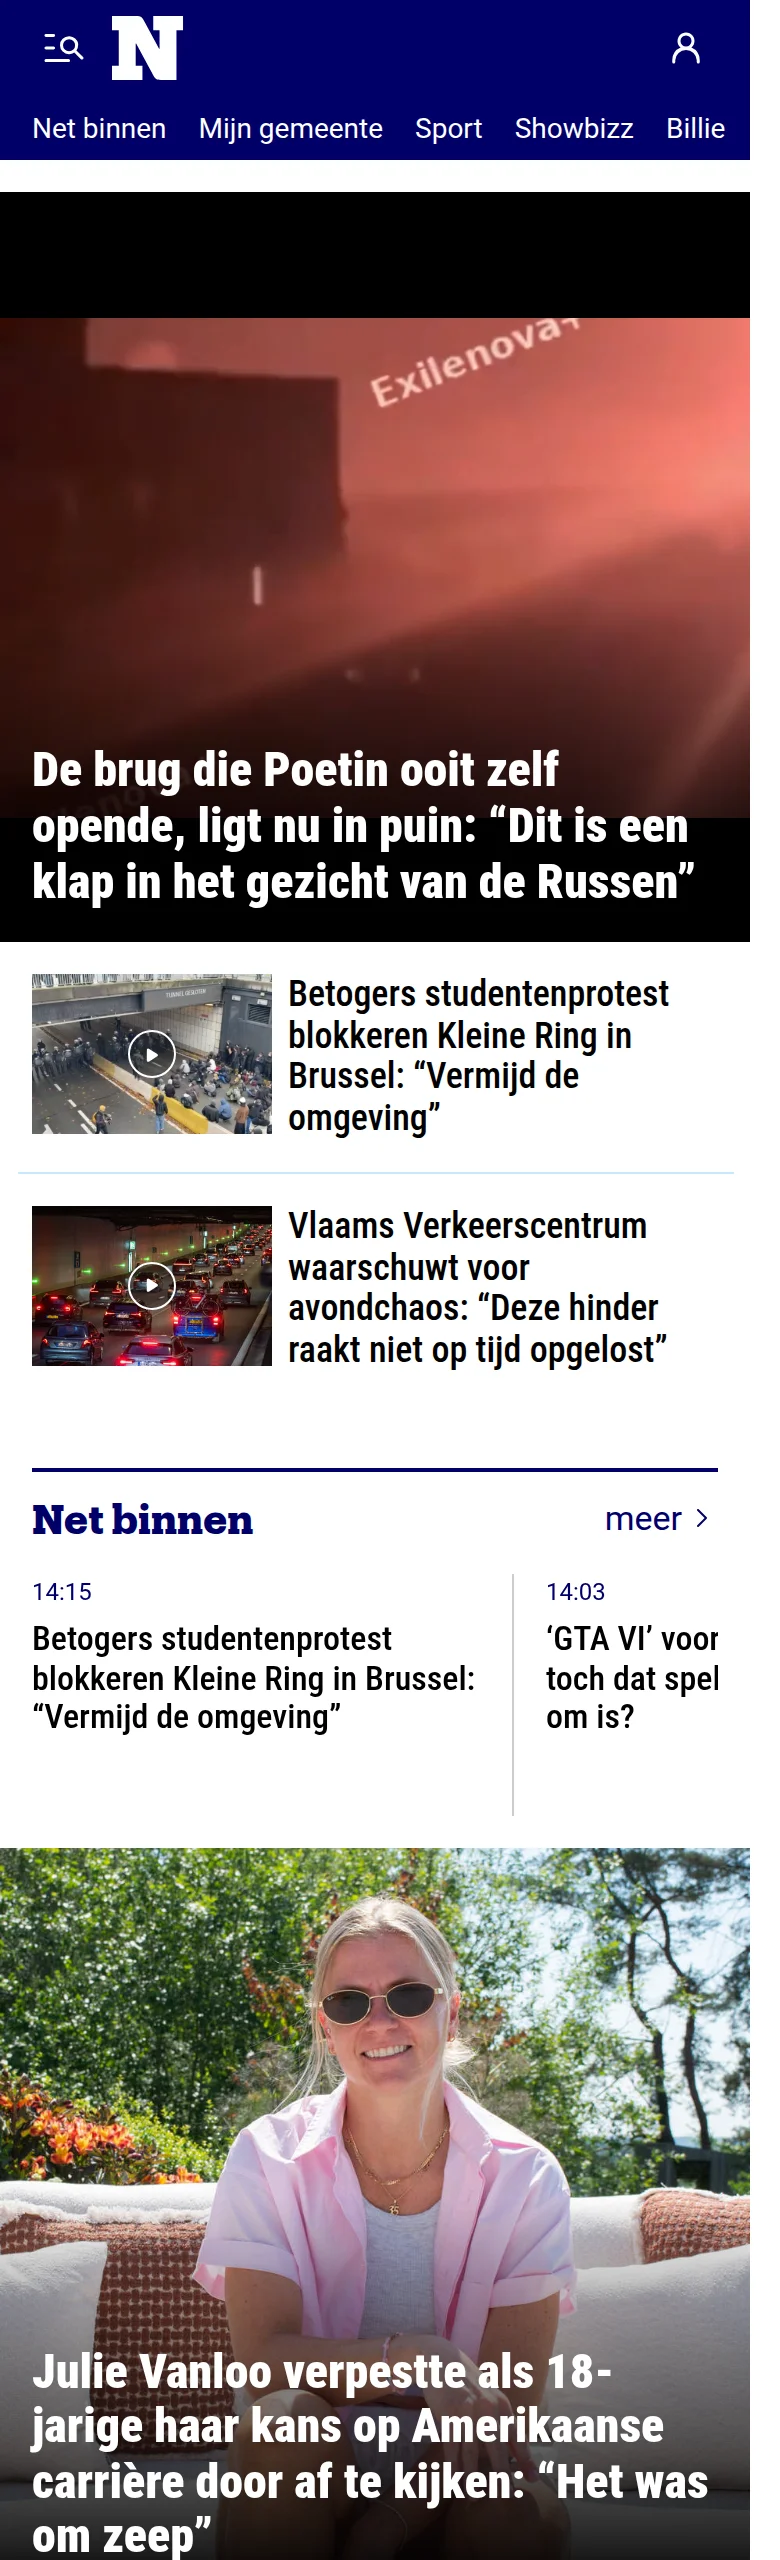 N
Net binnen Mijn gemeente Sport Showbizz Billie
Exilenova+
De brug die Poetin ooit zelf
opende, ligt nu in puin: “Dit is een
klap in het gezicht van de Russen”
TUNNEL GESLOTEN
Betogers studentenprotest
blokkeren Kleine Ring in
Brussel: “Vermijd de
omgeving”
Vlaams Verkeerscentrum
waarschuwt voor
avondchaos: “Deze hinder
raakt niet op tijd opgelost”
Net binnen
meer
14:15
Betogers studentenprotest
blokkeren Kleine Ring in Brussel:
“Vermijd de omgeving”
14:03
‘GTA VI’ voor
toch dat spel
om is?
Julie Vanloo verpestte als 18-
jarige haar kans op Amerikaanse
carrière door af te kijken: “Het was
om zeep”